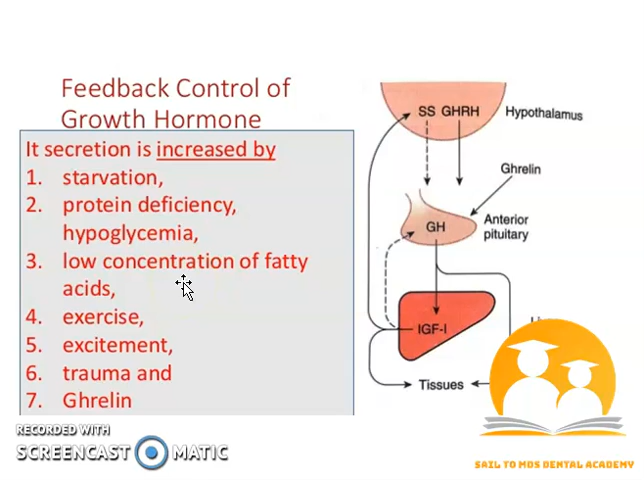 Feedback Control of
Growth Hormone
It secretion is increased by
1. starvation,
2. protein deficiency,
hypoglycemia,
3. low concentration of fatty
acids,
4. exercise,
5. excitement,
6. trauma and
7. Ghrelin
SS GHRH
Hypothalamus
Ghrelin
GH
Anterior
pituitary
IGF-I
Tissues
RECORDED WITH
SCREENCAST MATIC
SAIL TO MDS DENTAL ACADEMY